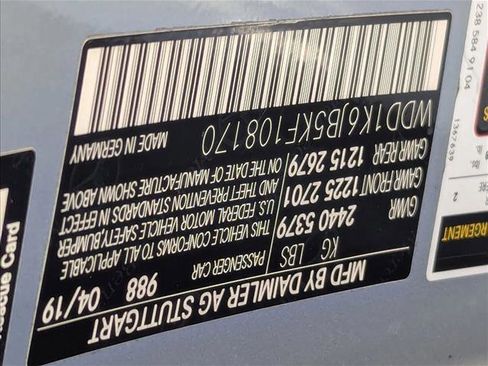 MFD BY DAIMLER AG STUTTGART
988 04/19
PASSENGER CAR
KG LBS
GVWR 2440 5379
GAWR FRONT 1225 2701
GAWR REAR 1215 2679
THIS VEHICLE CONFORMS TO ALL APPLICABLE
U.S. FEDERAL MOTOR VEHICLE SAFETY, BUMPER
AND THEFT PREVENTION STANDARDS IN EFFECT
ON THE DATE OF MANUFACTURE SHOWN ABOVE
WDD1K6JB5KF108170
MADE IN GERMANY
238 584 91 04
1367639
2
Card